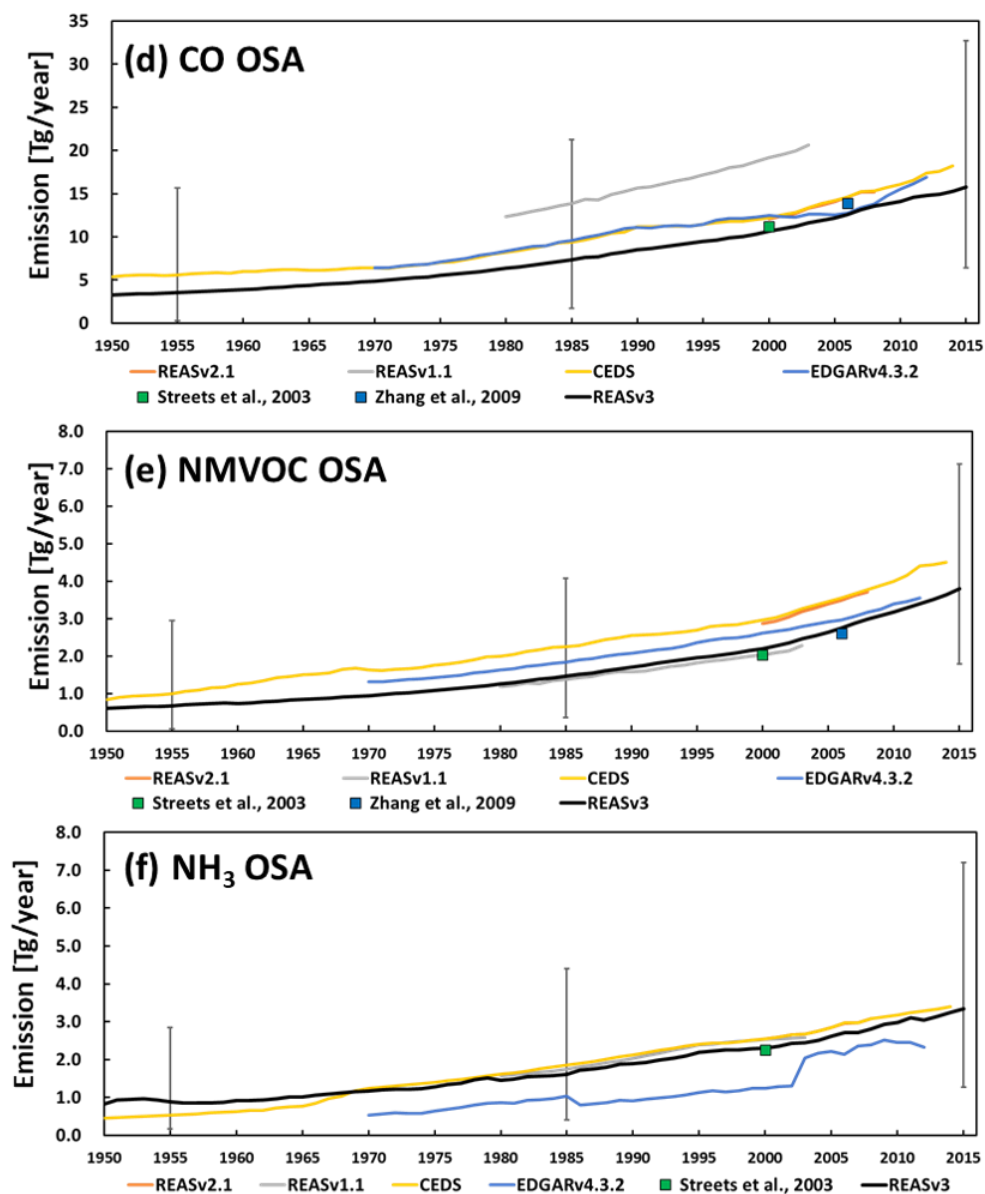 (d) CO OSA
Emission [Tg/year]
35
30
25
20
15
10
5
0
1950 1955 1960 1965 1970 1975 1980 1985 1990 1995 2000 2005 2010 2015
REASv2.1 REASv1.1 CEDS EDGARv4.3.2
Streets et al., 2003 Zhang et al., 2009 REASv3
(e) NMVOC OSA
Emission [Tg/year]
8.0
7.0
6.0
5.0
4.0
3.0
2.0
1.0
0.0
1950 1955 1960 1965 1970 1975 1980 1985 1990 1995 2000 2005 2010 2015
REASv2.1 REASv1.1 CEDS EDGARv4.3.2
Streets et al., 2003 Zhang et al., 2009 REASv3
(f) NH₃ OSA
Emission [Tg/year]
8.0
7.0
6.0
5.0
4.0
3.0
2.0
1.0
0.0
1950 1955 1960 1965 1970 1975 1980 1985 1990 1995 2000 2005 2010 2015
REASv2.1 REASv1.1 CEDS EDGARv4.3.2 Streets et al., 2003 REASv3